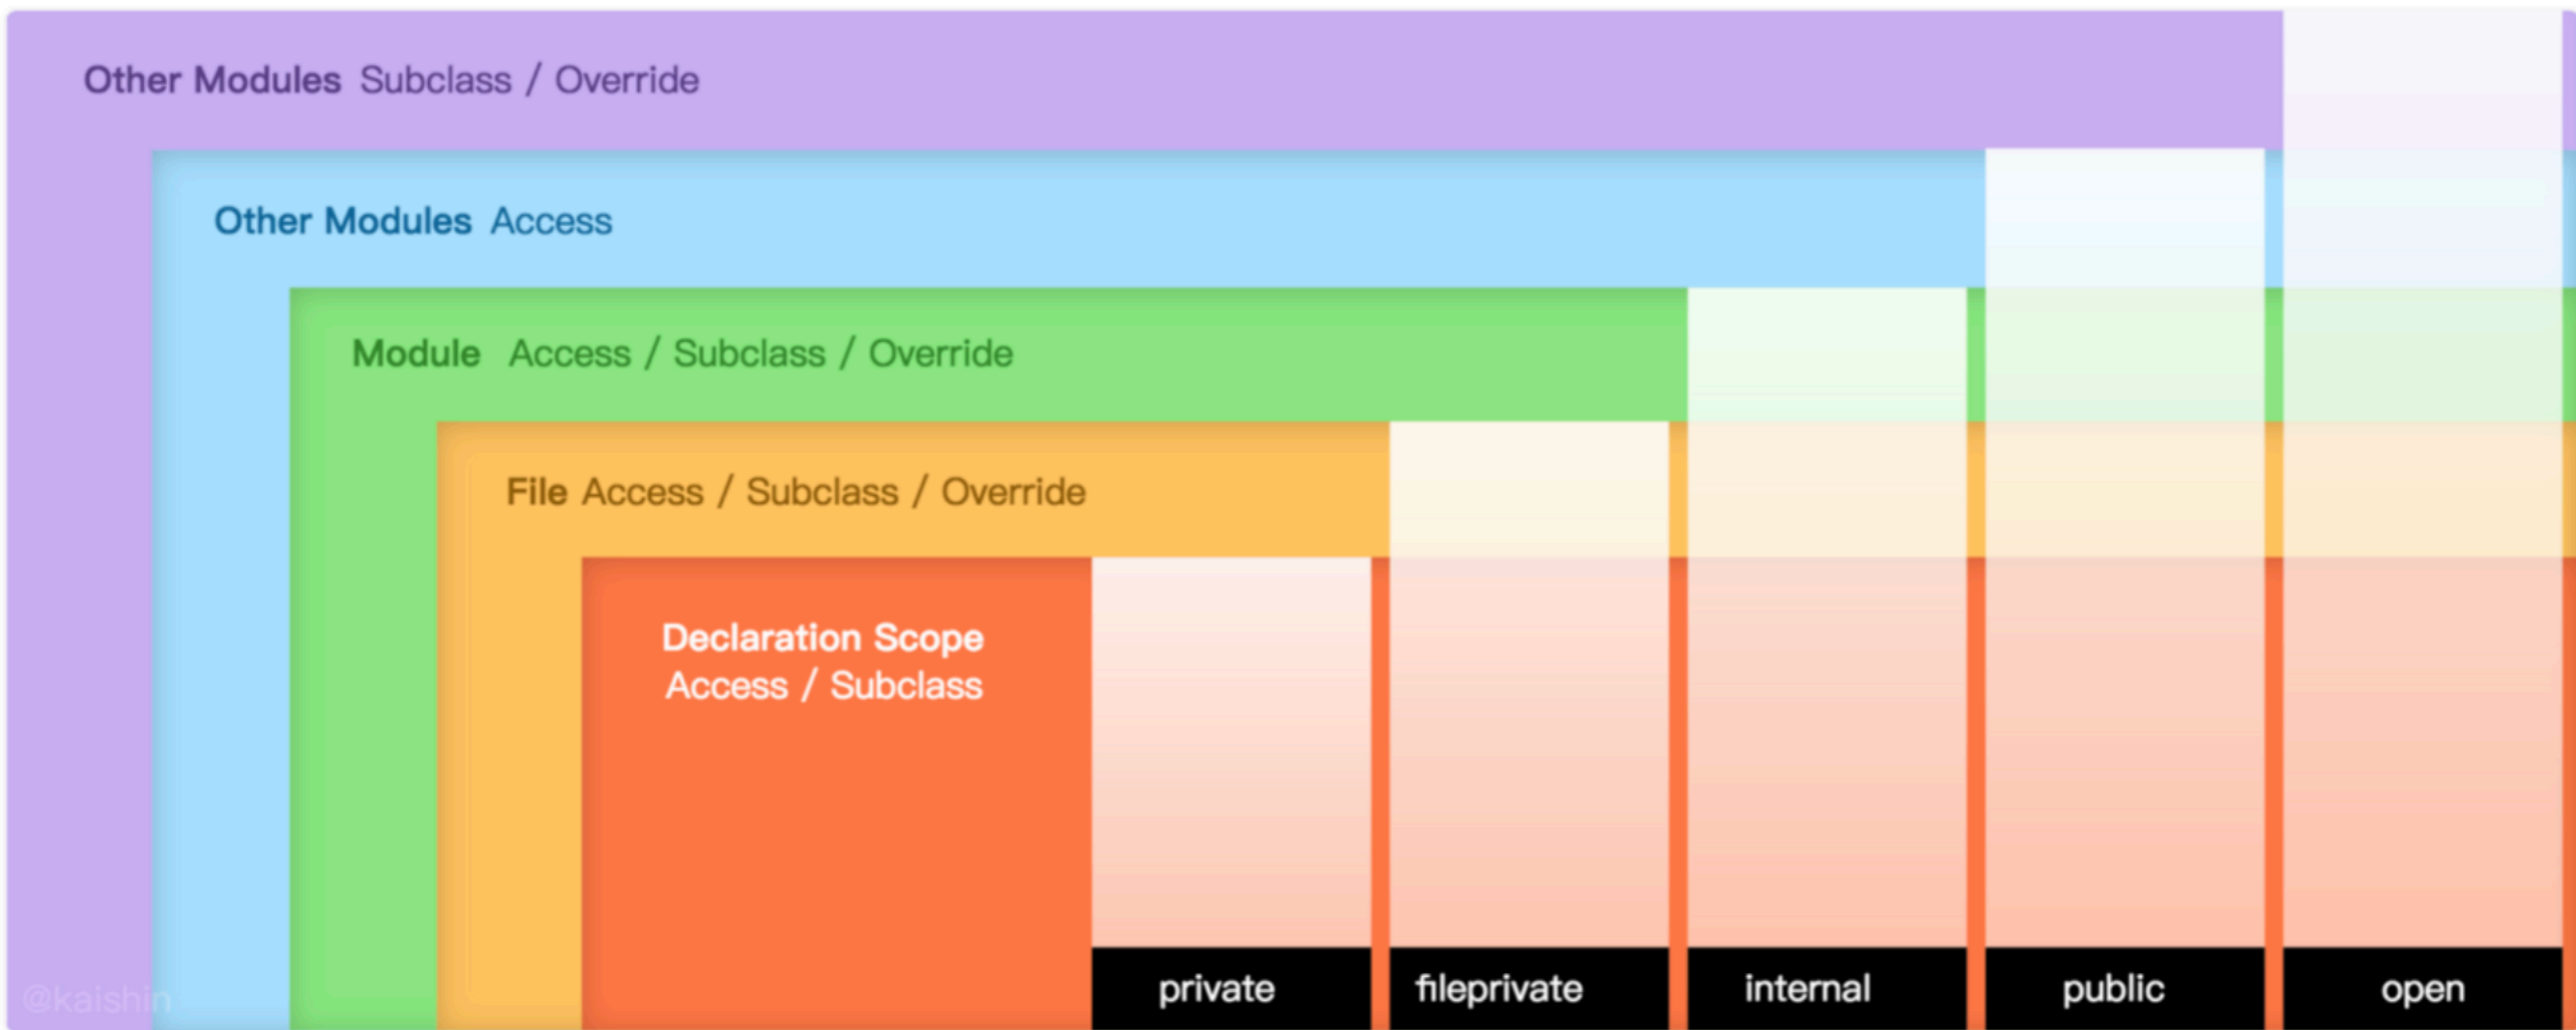 Other Modules Subclass / Override
Other Modules Access
Module Access / Subclass / Override
File Access / Subclass / Override
Declaration Scope
Access / Subclass
private fileprivate internal public open
@kaishin